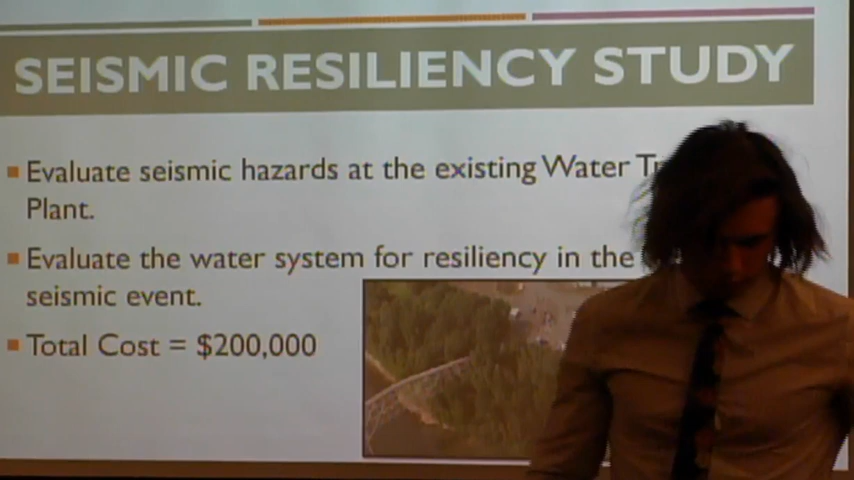 SEISMIC RESILIENCY STUDY
Evaluate seismic hazards at the existing Water
Plant.
Evaluate the water system for resiliency in the
seismic event.
Total Cost = $200,000